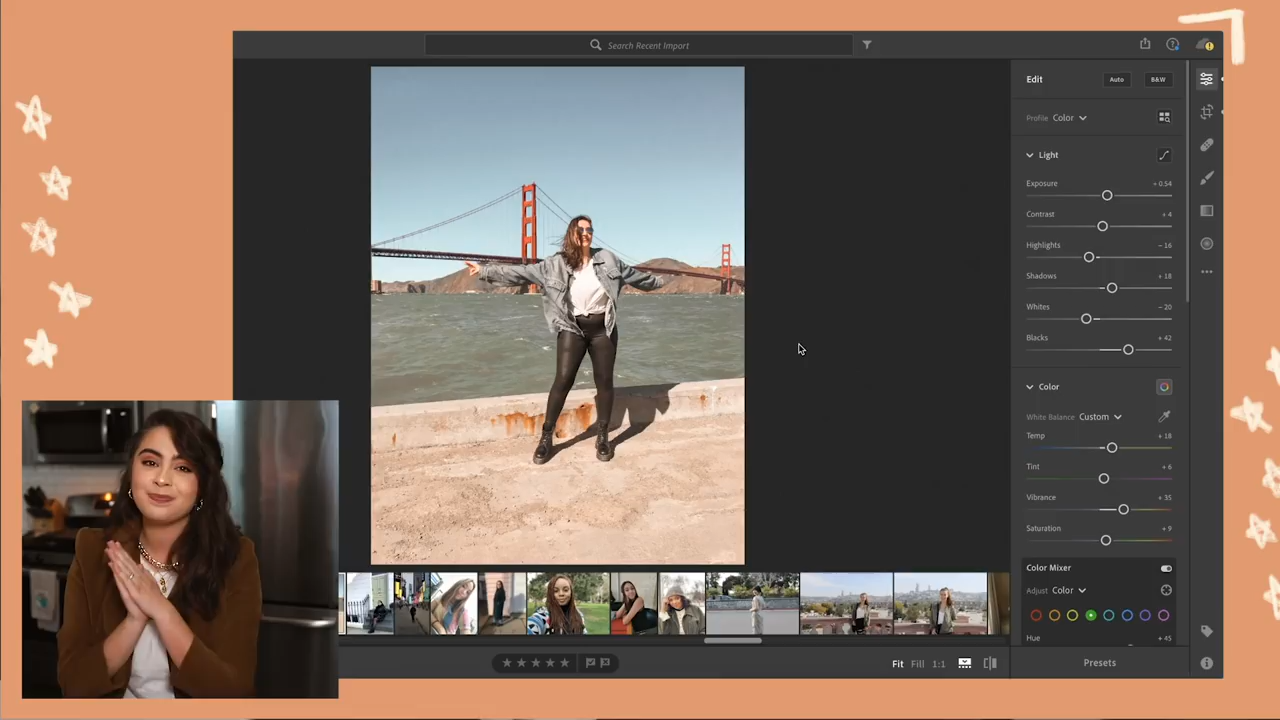 Search Recent Import
Edit
Auto
B&W
Profile Color
Light
Exposure + 0.54
Contrast + 4
Highlights – 16
Shadows + 18
Whites – 20
Blacks + 42
Color
White Balance Custom
Temp + 18
Tint + 6
Vibrance + 35
Saturation + 9
Color Mixer
Adjust Color
Hue + 45
Fit Fill 1:1
Presets